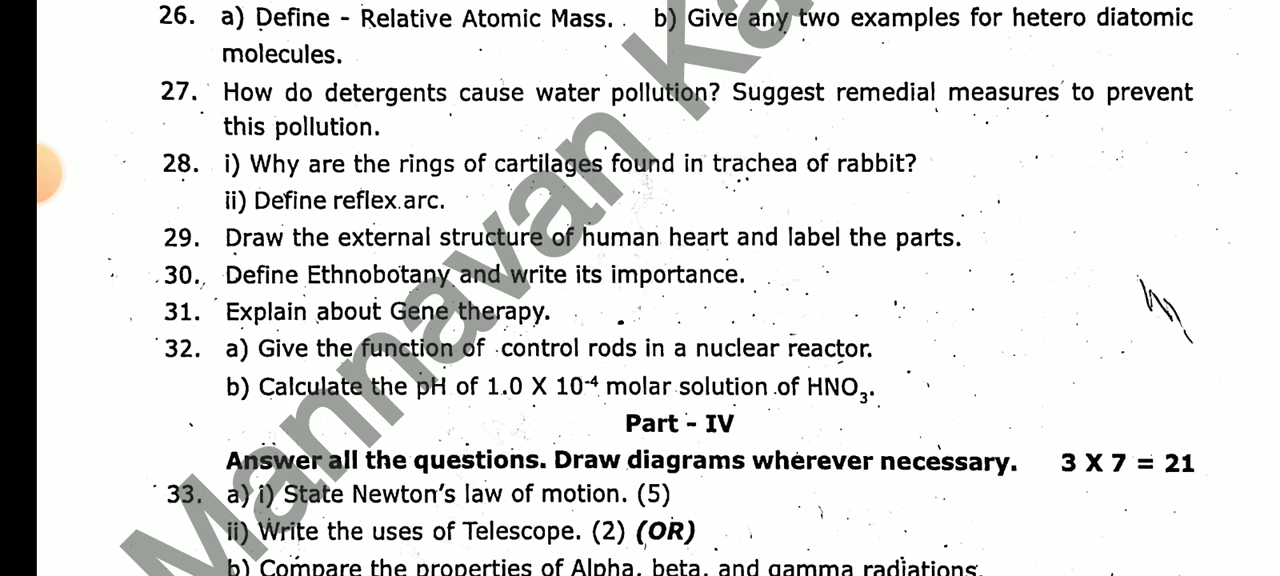 26. a) Define - Relative Atomic Mass. b) Give any two examples for hetero diatomic
molecules.
27. How do detergents cause water pollution? Suggest remedial measures to prevent
this pollution.
28. i) Why are the rings of cartilages found in trachea of rabbit?
ii) Define reflex arc.
29. Draw the external structure of human heart and label the parts.
30. Define Ethnobotany and write its importance.
31. Explain about Gene therapy.
32. a) Give the function of control rods in a nuclear reactor.
b) Calculate the pH of 1.0 X 10⁻⁴ molar solution of HNO₃.
Part - IV
Answer all the questions. Draw diagrams wherever necessary. 3 X 7 = 21
33. a) i) State Newton's law of motion. (5)
ii) Write the uses of Telescope. (2) (OR)
b) Compare the properties of Alpha, beta, and gamma radiations.
Mannavan Ka